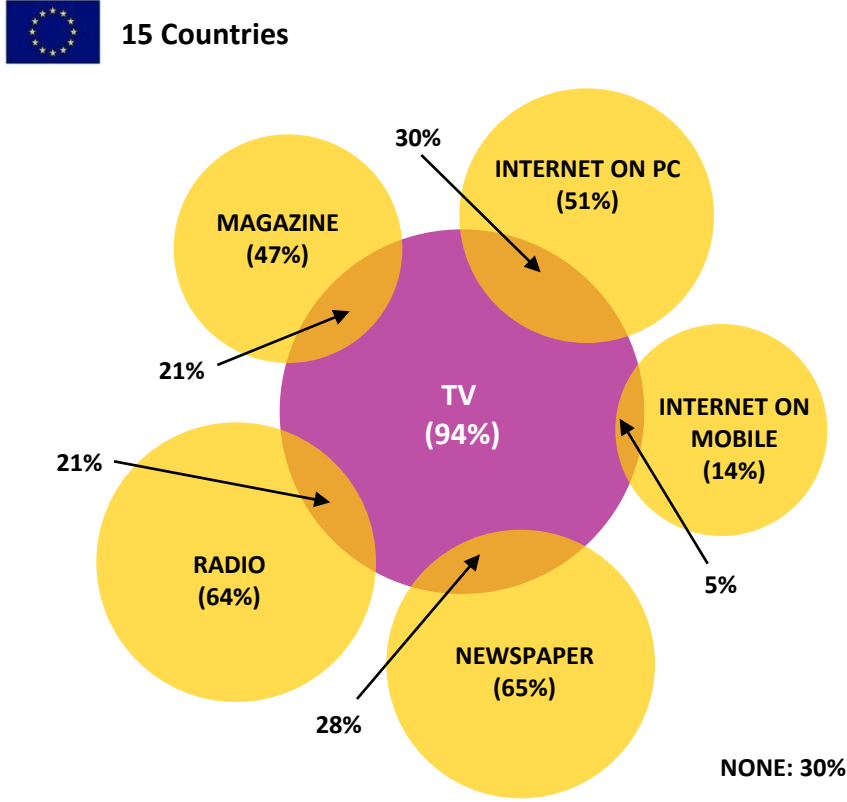 15 Countries
30%
INTERNET ON PC
(51%)
MAGAZINE
(47%)
21%
TV
(94%)
INTERNET ON
MOBILE
(14%)
21%
RADIO
(64%)
5%
NEWSPAPER
(65%)
28%
NONE: 30%